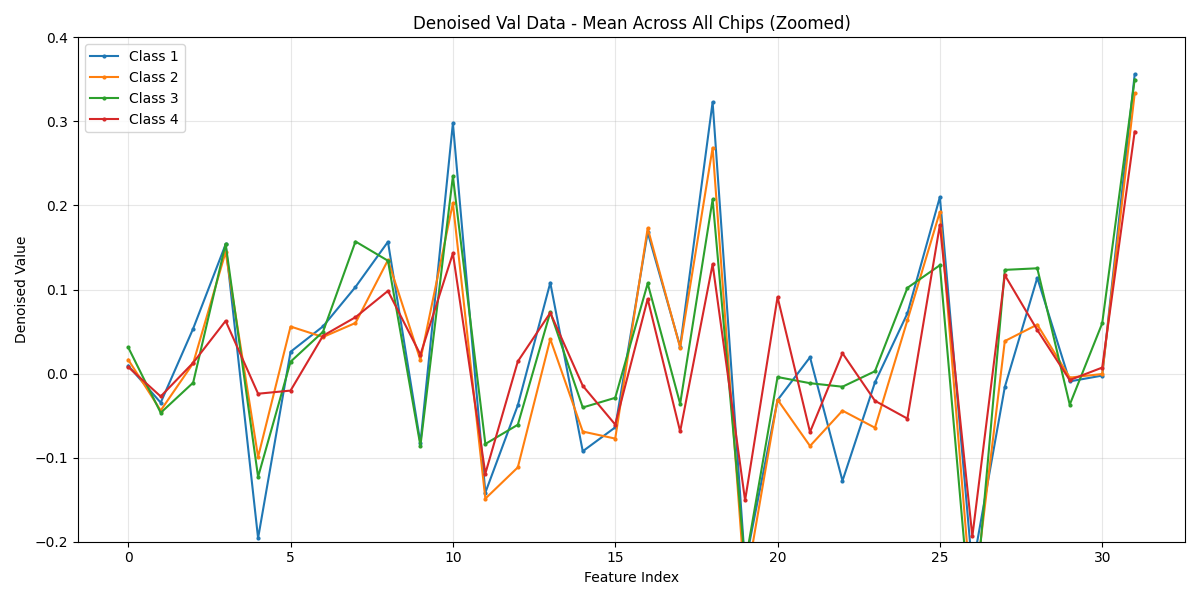 Denoised Val Data - Mean Across All Chips (Zoomed)
Class 1
Class 2
Class 3
Class 4
Denoised Value
0.4
0.3
0.2
0.1
0.0
−0.1
−0.2
0 5 10 15 20 25 30
Feature Index